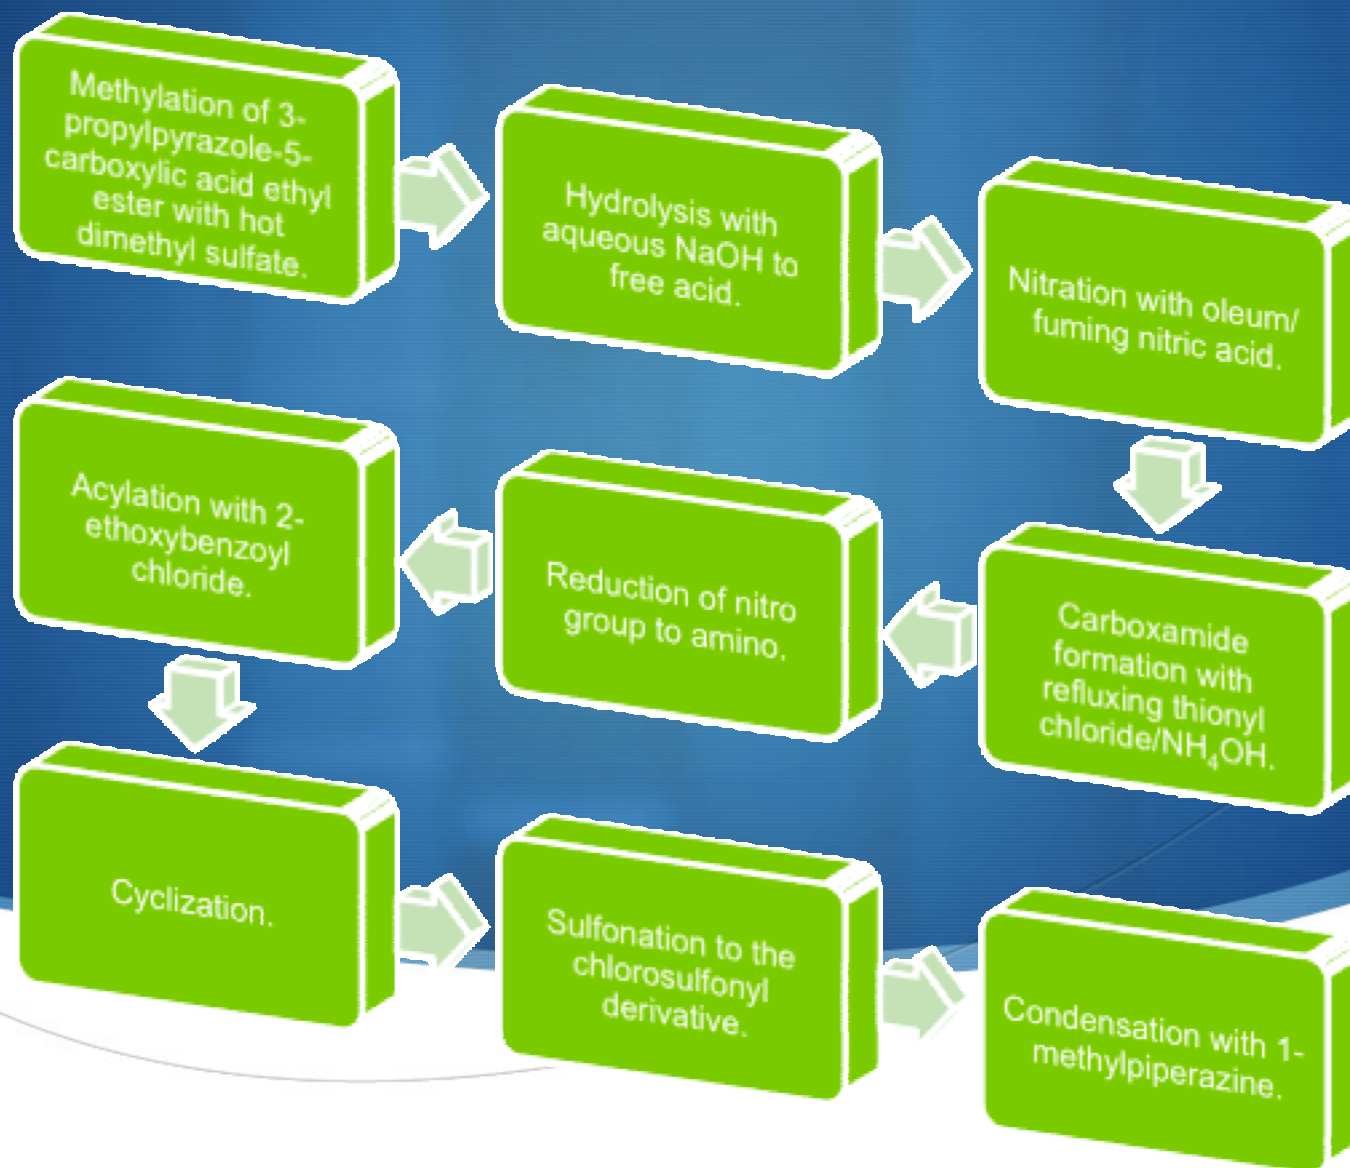 Methylation of 3-
propylpyrazole-5-
carboxylic acid ethyl
ester with hot
dimethyl sulfate.
Hydrolysis with
aqueous NaOH to
free acid.
Nitration with oleum/
fuming nitric acid.
Carboxamide
formation with
refluxing thionyl
chloride/NH₄OH.
Reduction of nitro
group to amino.
Acylation with 2-
ethoxybenzoyl
chloride.
Cyclization.
Sulfonation to the
chlorosulfonyl
derivative.
Condensation with 1-
methylpiperazine.